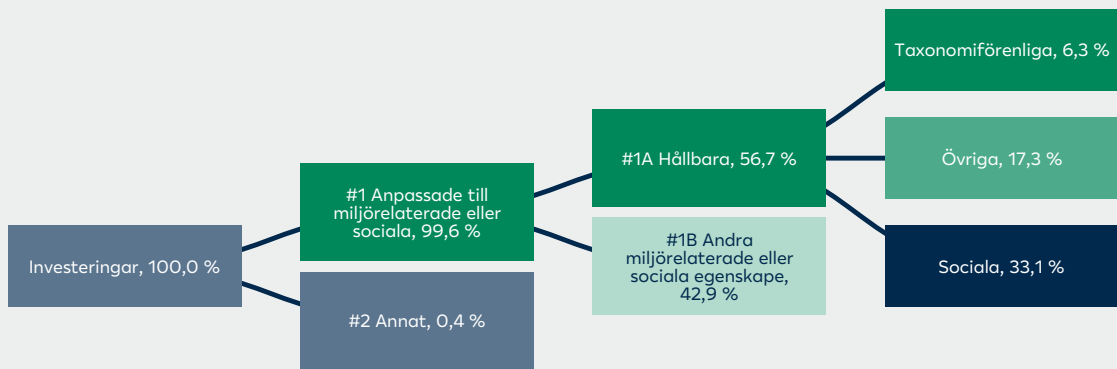 Investeringar, 100,0 %
#1 Anpassade till
miljörelaterade eller
sociala, 99,6 %
#2 Annat, 0,4 %
#1A Hållbara, 56,7 %
#1B Andra
miljörelaterade eller
sociala egenskape,
42,9 %
Taxonomiförenliga, 6,3 %
Övriga, 17,3 %
Sociala, 33,1 %